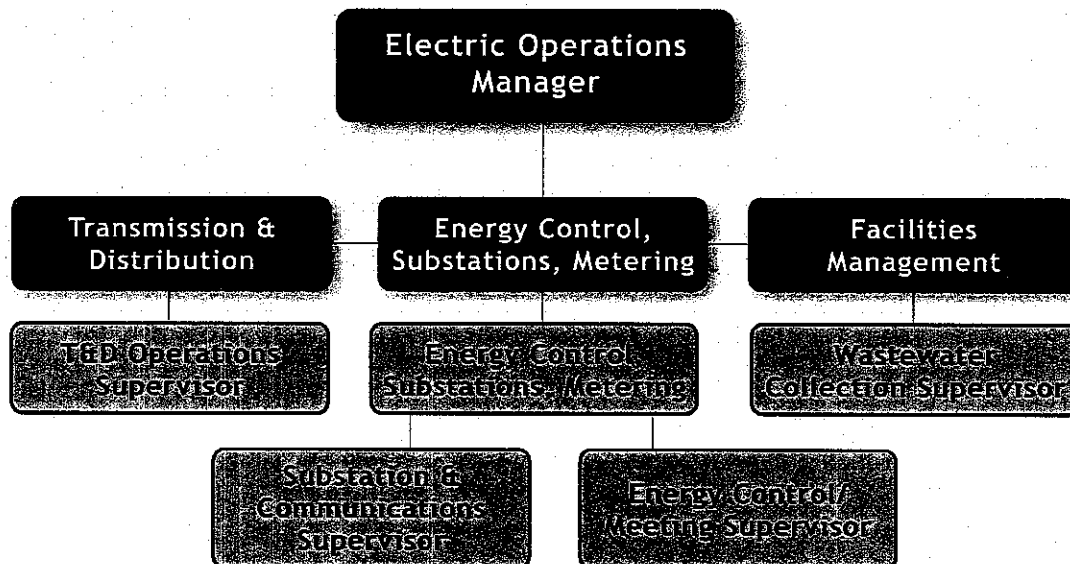 Electric Operations
Manager
Transmission &
Distribution
Energy Control,
Substations, Metering
Facilities
Management
T&D Operations
Supervisor
Energy Control
Substations, Metering
Wastewater
Collection Supervisor
Substation &
Communications
Supervisor
Energy Control/
Meeting Supervisor